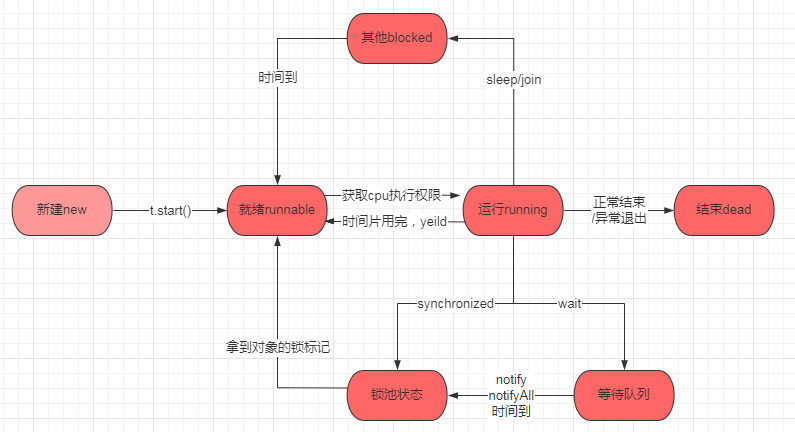 其他blocked
sleep/join
时间到
新建new
t.start()
就绪runnable
获取cpu执行权限
时间片用完，yeild
运行running
正常结束
/异常退出
结束dead
synchronized
wait
拿到对象的锁标记
锁池状态
notify
notifyAll
时间到
等待队列